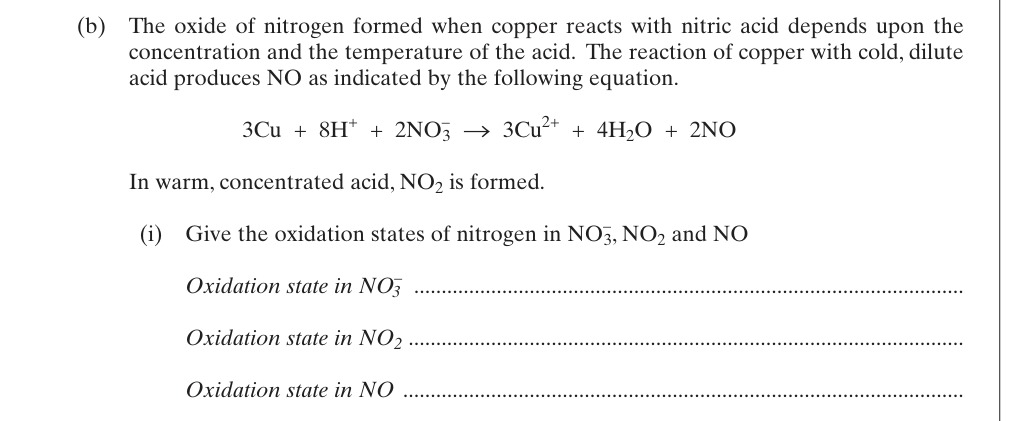 (b) The oxide of nitrogen formed when copper reacts with nitric acid depends upon the
concentration and the temperature of the acid. The reaction of copper with cold, dilute
acid produces NO as indicated by the following equation.
3Cu + 8H⁺ + 2NO₃⁻ → 3Cu²⁺ + 4H₂O + 2NO
In warm, concentrated acid, NO₂ is formed.
(i) Give the oxidation states of nitrogen in NO₃⁻, NO₂ and NO
Oxidation state in NO₃⁻ ....................................................................................................
Oxidation state in NO₂ ....................................................................................................
Oxidation state in NO ......................................................................................................